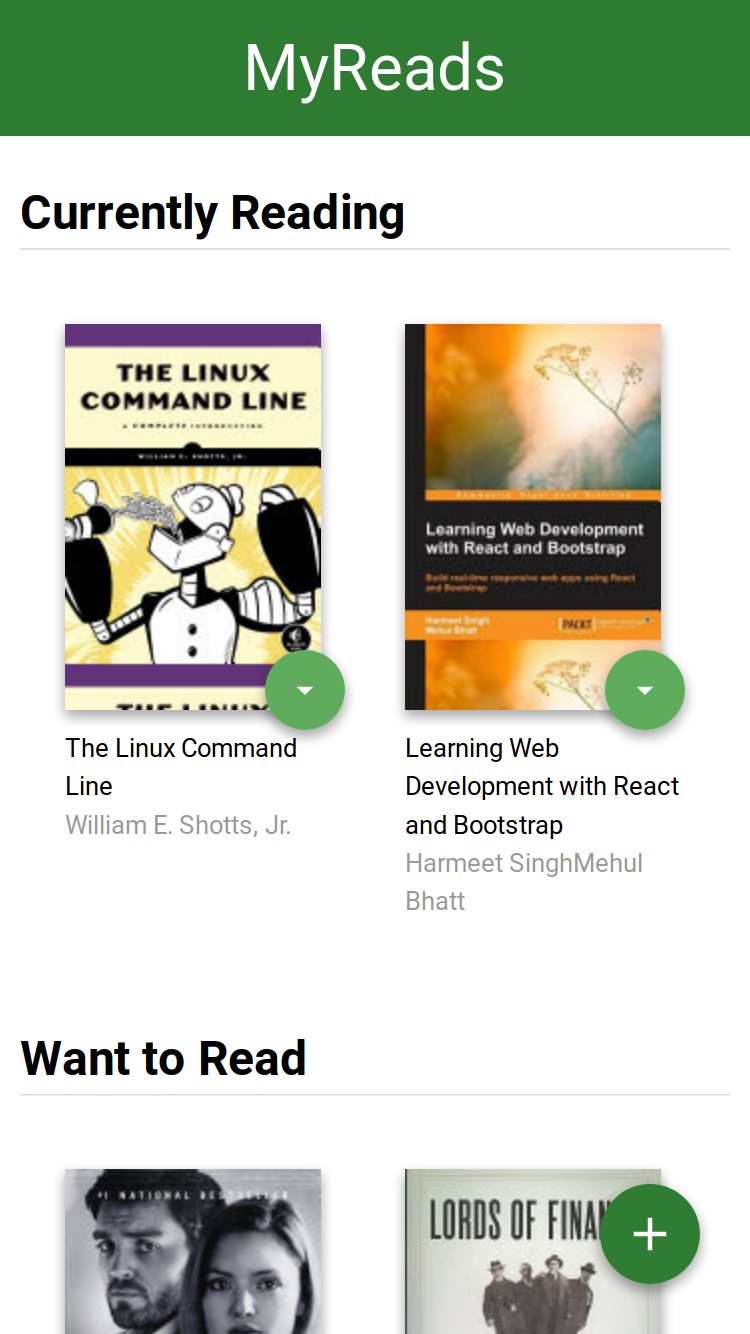 MyReads
Currently Reading
THE LINUX
COMMAND LINE
A COMPLETE INTRODUCTION
WILLIAM E. SHOTTS, JR.
THE LINUX
The Linux Command
Line
William E. Shotts, Jr.
Community Experience Distilled
Learning Web Development
with React and Bootstrap
Build real-time responsive web apps using React
and Bootstrap
Harmeet Singh
Mehul Bhatt
PACKT
Learning Web
Development with React
and Bootstrap
Harmeet SinghMehul
Bhatt
Want to Read
#1 NATIONAL BESTSELLER
LORDS OF FINAN